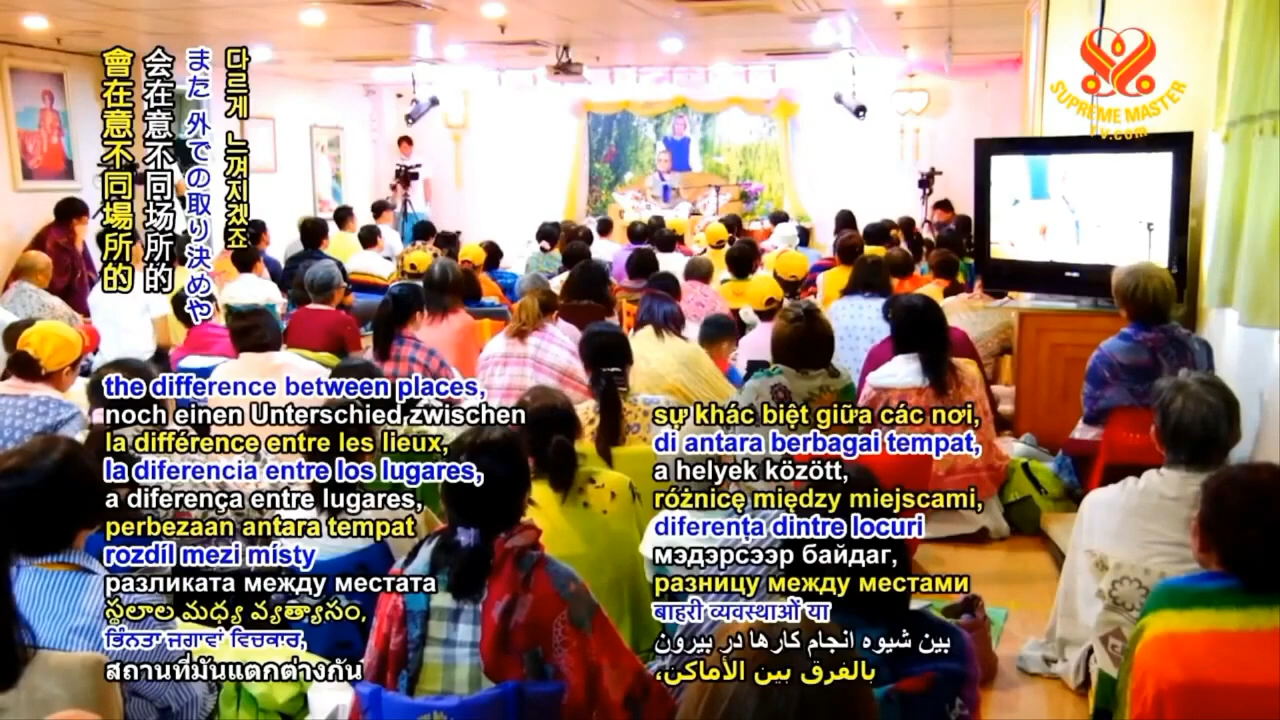 다르게 느껴지겠죠
また 外での取り決めや
会在意不同场所的
會在意不同場所的
SUPREME MASTER
TV.com
the difference between places,
noch einen Unterschied zwischen
la différence entre les lieux,
la diferencia entre los lugares,
a diferença entre lugares,
perbezaan antara tempat
rozdíl mezi místy
разликата между местата
స్థలాల మధ్య వ్యత్యాసం,
ਭਿੰਨਤਾ ਜਗਾਵਾਂ ਵਿਚਕਾਰ,
สถานที่มันแตกต่างกัน
sự khác biệt giữa các nơi,
di antara berbagai tempat,
a helyek között,
różnicę między miejscami,
diferența dintre locuri
мэдэрсээр байдаг,
разницу между местами
बाहरी व्यवस्थाओं या
بین شیوه انجام کارها در بیرون
بالفرق بين الأماكن،